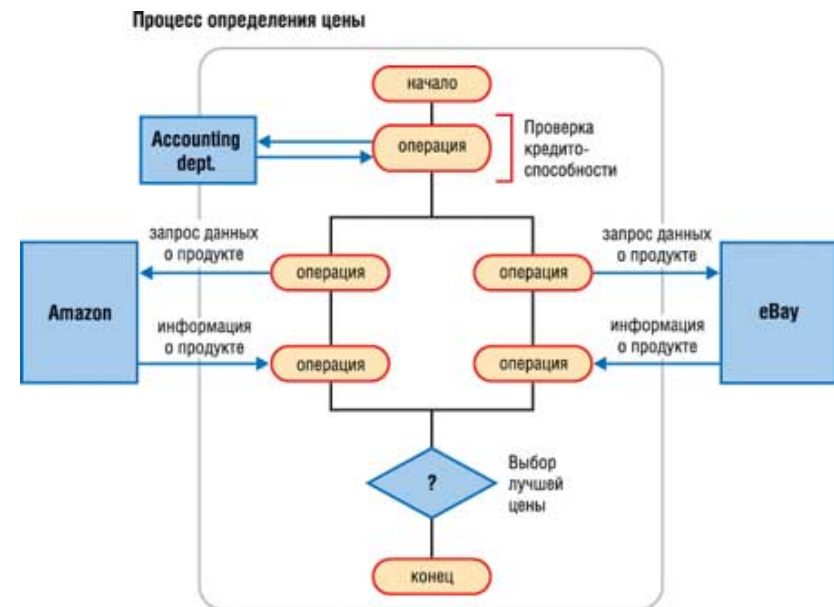 Процесс определения цены
начало
Accounting
dept.
операция
Проверка
кредито-
способности
запрос данных
о продукте
запрос данных
о продукте
операция
операция
Amazon
eBay
информация
о продукте
информация
о продукте
операция
операция
?
Выбор
лучшей
цены
конец